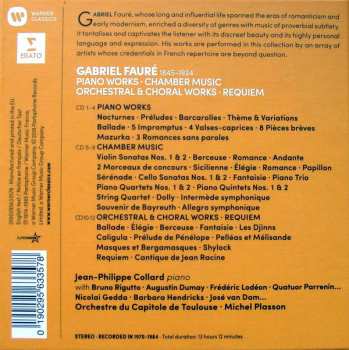 WARNER
CLASSICS
ERATO
GABRIEL Fauré, whose long and influential life spanned the eras of romanticism and
early modernism, enriched a diversity of genres with music of proverbial subtlety.
It tantalises and captivates the listener with its discreet beauty and its highly personal
language and expression. His works are performed in this collection by an array of
artists whose credentials in French repertoire are beyond question.
GABRIEL FAURÉ 1845-1924
PIANO WORKS · CHAMBER MUSIC
ORCHESTRAL & CHORAL WORKS · REQUIEM
CD 1-4 PIANO WORKS
Nocturnes · Préludes · Barcarolles · Thème & Variations
Ballade · 5 Impromptus · 4 Valses-caprices · 8 Pièces brèves
Mazurka · 3 Romances sans paroles
CD 5-9 CHAMBER MUSIC
Violin Sonatas Nos 1 & 2 · Berceuse · Romance · Andante
2 Morceaux de concours · Sicilienne · Élégie · Romance · Papillon
Sérénade · Cello Sonatas Nos 1 & 2 · Fantaisie · Piano Trio
Piano Quartets Nos 1 & 2 · Piano Quintets Nos 1 & 2
String Quartet · Dolly · Intermède symphonique
Souvenir de Bayreuth · Allegro symphonique
CD 10-12 ORCHESTRAL & CHORAL WORKS · REQUIEM
Ballade · Élégie · Berceuse · Fantaisie · Les Djinns
Caligula · Prélude de Pénélope · Pelléas et Mélisande
Masques et Bergamasques · Shylock
Requiem · Cantique de Jean Racine
Jean-Philippe Collard piano
with Bruno Rigutto · Augustin Dumay · Frédéric Lodéon · Quatuor Parrenin...
Nicolai Gedda · Barbara Hendricks · José van Dam...
Orchestre du Capitole de Toulouse · Michel Plasson
STEREO · RECORDED IN 1970-1984 · Total duration: 13 hours 12 minutes
0190295633578